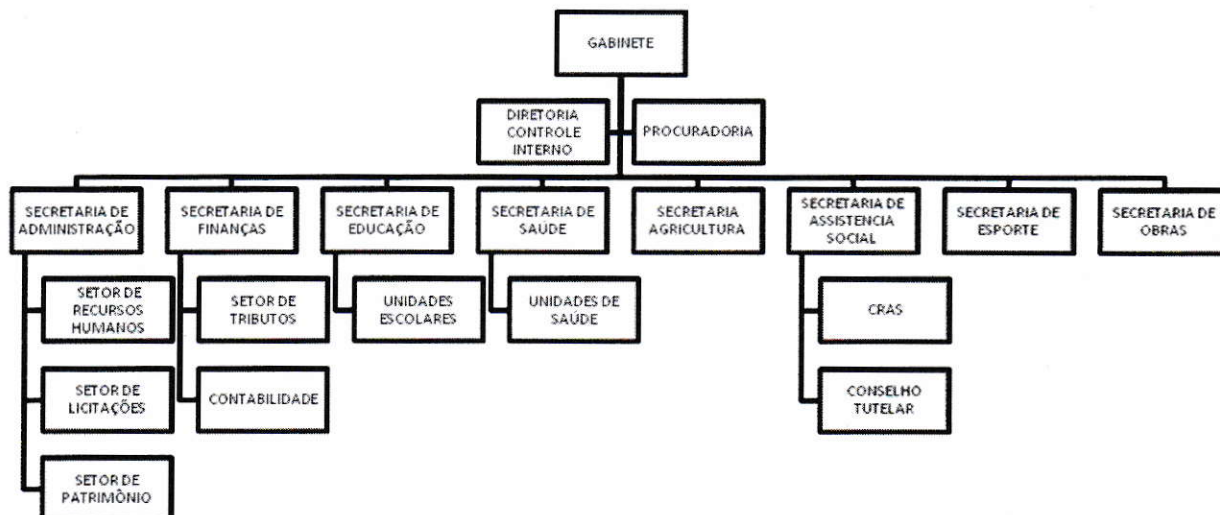 GABINETE
DIRETORIA
CONTROLE
INTERNO
PROCURADORIA
SECRETARIA DE
ADMINISTRAÇÃO
SECRETARIA DE
FINANÇAS
SECRETARIA DE
EDUCAÇÃO
SECRETARIA DE
SAÚDE
SECRETARIA
AGRICULTURA
SECRETARIA DE
ASSISTENCIA
SOCIAL
SECRETARIA DE
ESPORTE
SECRETARIA DE
OBRAS
SETOR DE
RECURSOS
HUMANOS
SETOR DE
TRIBUTOS
UNIDADES
ESCOLARES
UNIDADES DE
SAÚDE
CRAS
SETOR DE
LICITAÇÕES
CONTABILIDADE
CONSELHO
TUTELAR
SETOR DE
PATRIMÔNIO